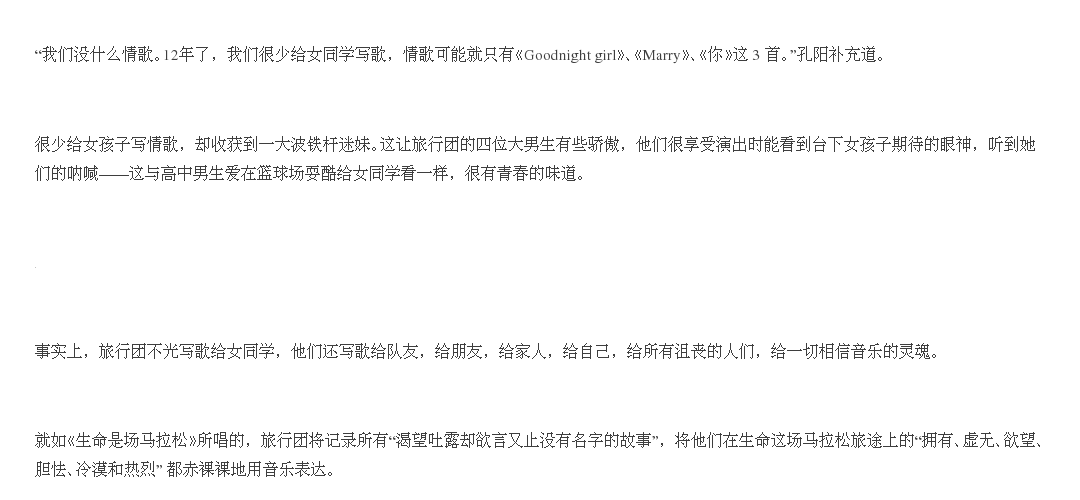 “我们没什么情歌。12年了，我们很少给女同学写歌，情歌可能就只有《Goodnight girl》、《Marry》、《你》这 3 首。”孔阳补充道。
很少给女孩子写情歌，却收获到一大波铁杆迷妹。这让旅行团的四位大男生有些骄傲，他们很享受演出时能看到台下女孩子期待的眼神，听到她
们的呐喊——这与高中男生爱在篮球场耍酷给女同学看一样，很有青春的味道。
事实上，旅行团不光写歌给女同学，他们还写歌给队友，给朋友，给家人，给自己，给所有沮丧的人们，给一切相信音乐的灵魂。
就如《生命是场马拉松》所唱的，旅行团将记录所有“渴望吐露却欲言又止没有名字的故事”，将他们在生命这场马拉松旅途上的“拥有、虚无、欲望、
胆怯、冷漠和热烈” 都赤裸裸地用音乐表达。